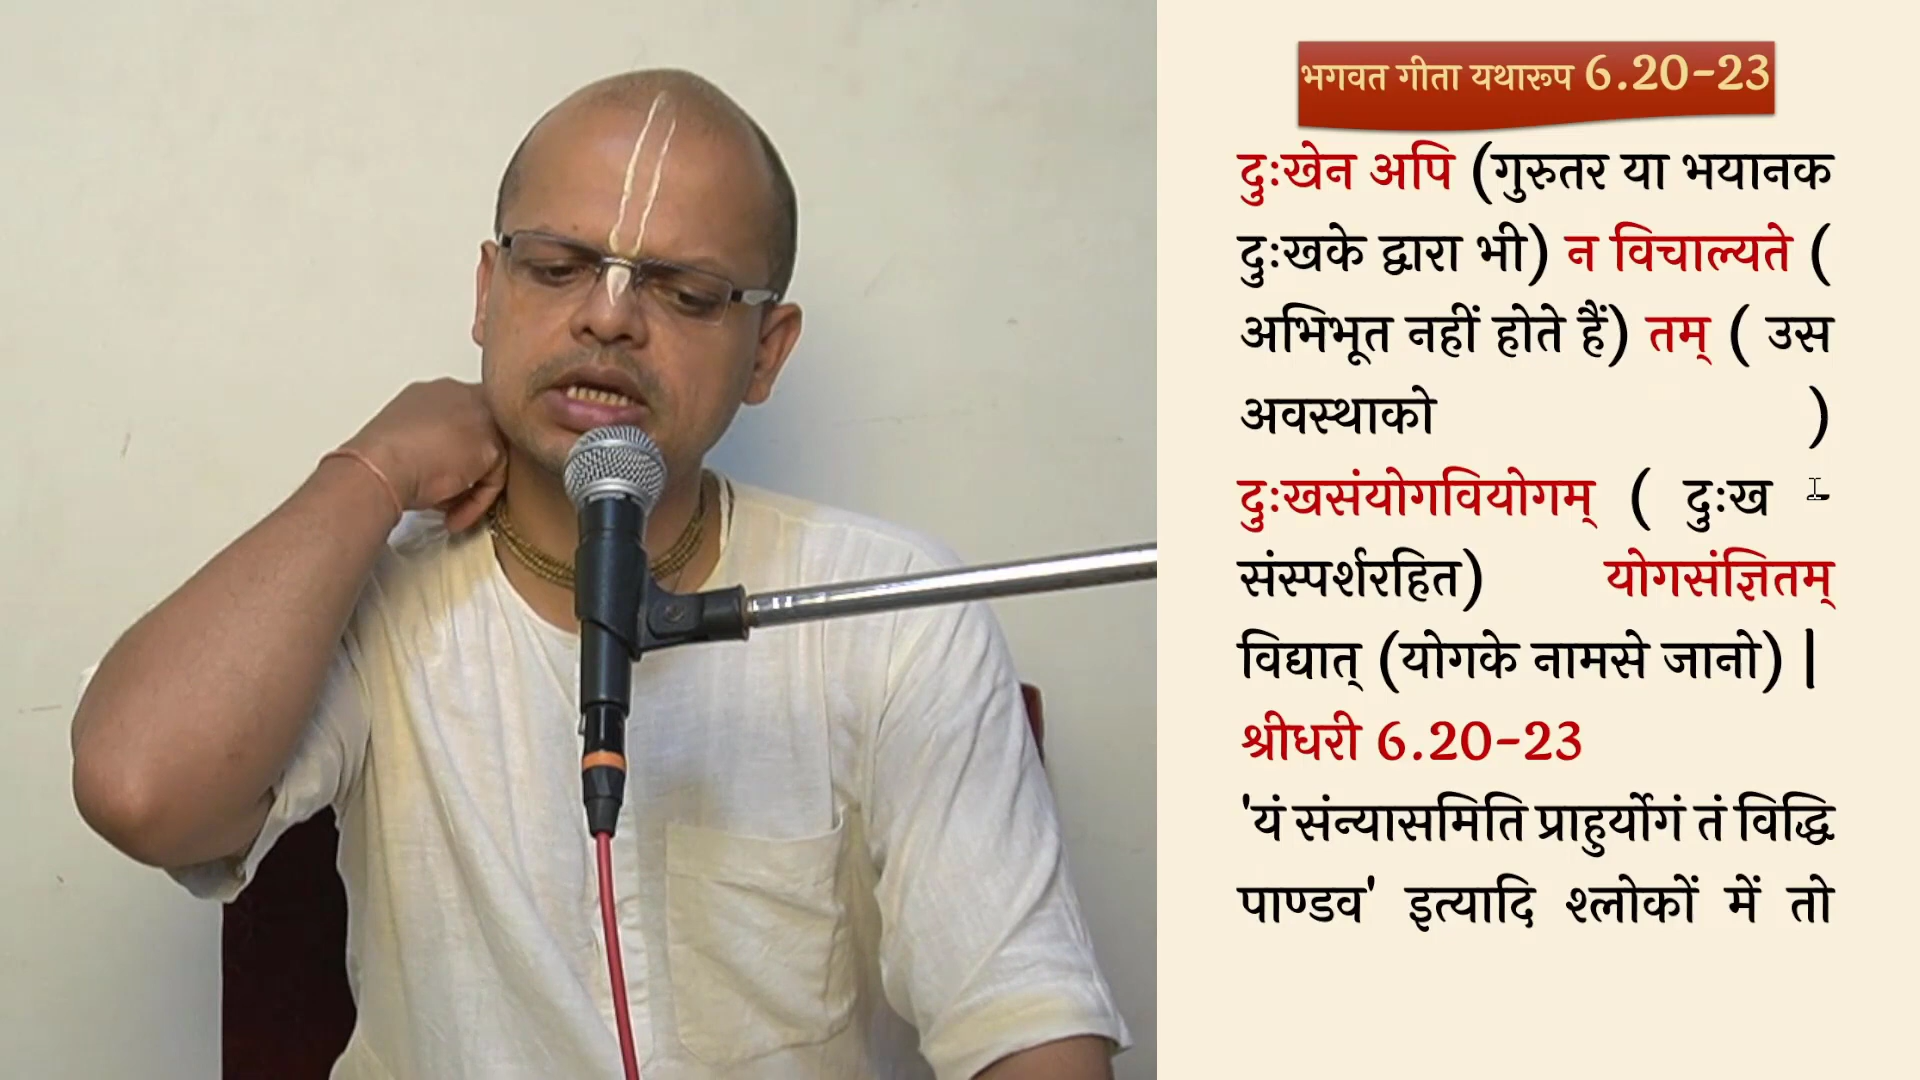 भगवत गीता यथारूप 6.20-23
दुःखेन अपि (गुरुतर या भयानक
दुःखके द्वारा भी) न विचाल्यते (
अभिभूत नहीं होते हैं) तम् ( उस
अवस्थाको )
दुःखसंयोगवियोगम् ( दुःख -
संस्पर्शरहित) योगसंज्ञितम्
विद्यात् (योगके नामसे जानो) |
श्रीधरी 6.20-23
'यं संन्यासमिति प्राहुर्योगं तं विद्धि
पाण्डव' इत्यादि श्लोकों में तो